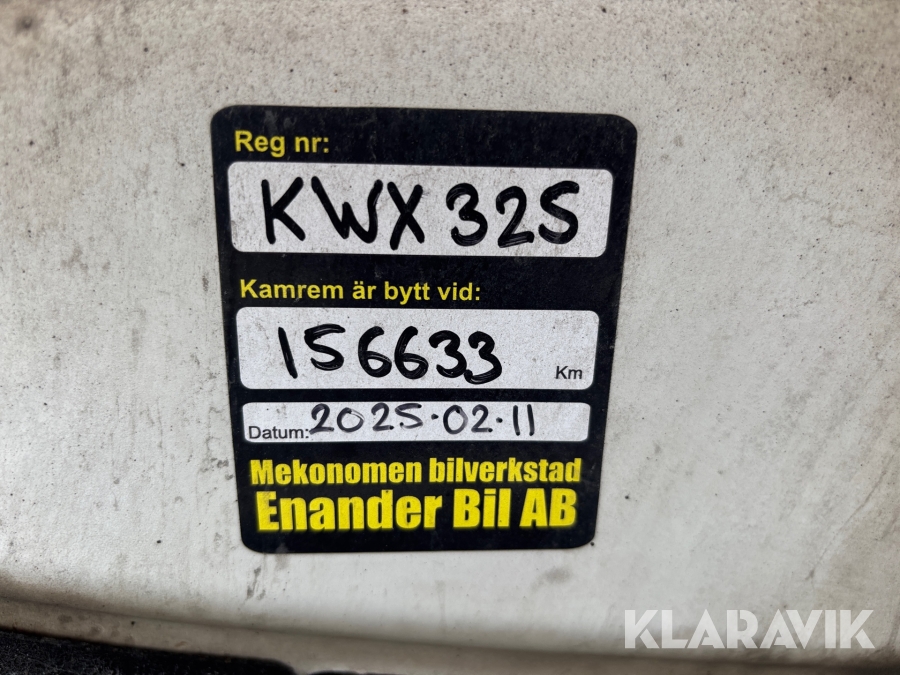 Reg nr:
KWX 325
Kamrem är bytt vid:
156633 Km
Datum: 2025.02.11
Mekonomen bilverkstad
Enander Bil AB
KLARAVIK